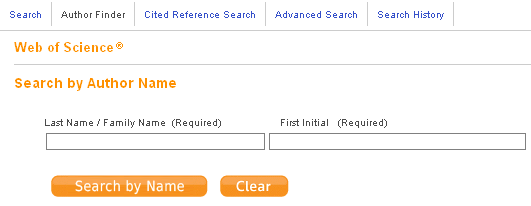 Search Author Finder Cited Reference Search Advanced Search Search History
Web of Science®
Search by Author Name
Last Name / Family Name (Required) First Initial (Required)
Search by Name Clear